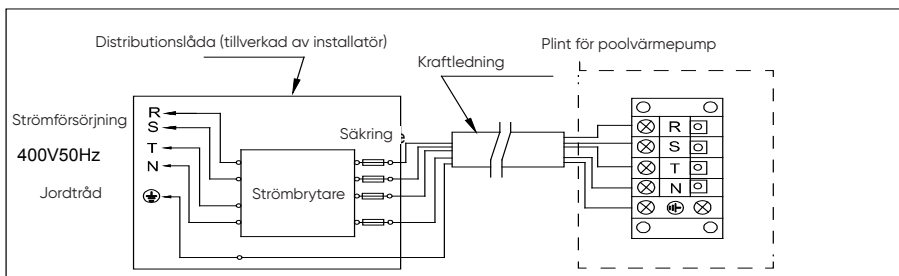 Distributionslåda (tillverkad av installatör)
Plint för poolvärmepump
Kraftledning
Strömförsörjning
400V50Hz
Jordtråd
R
S
T
N
Säkring
Strömbrytare
R
S
T
N